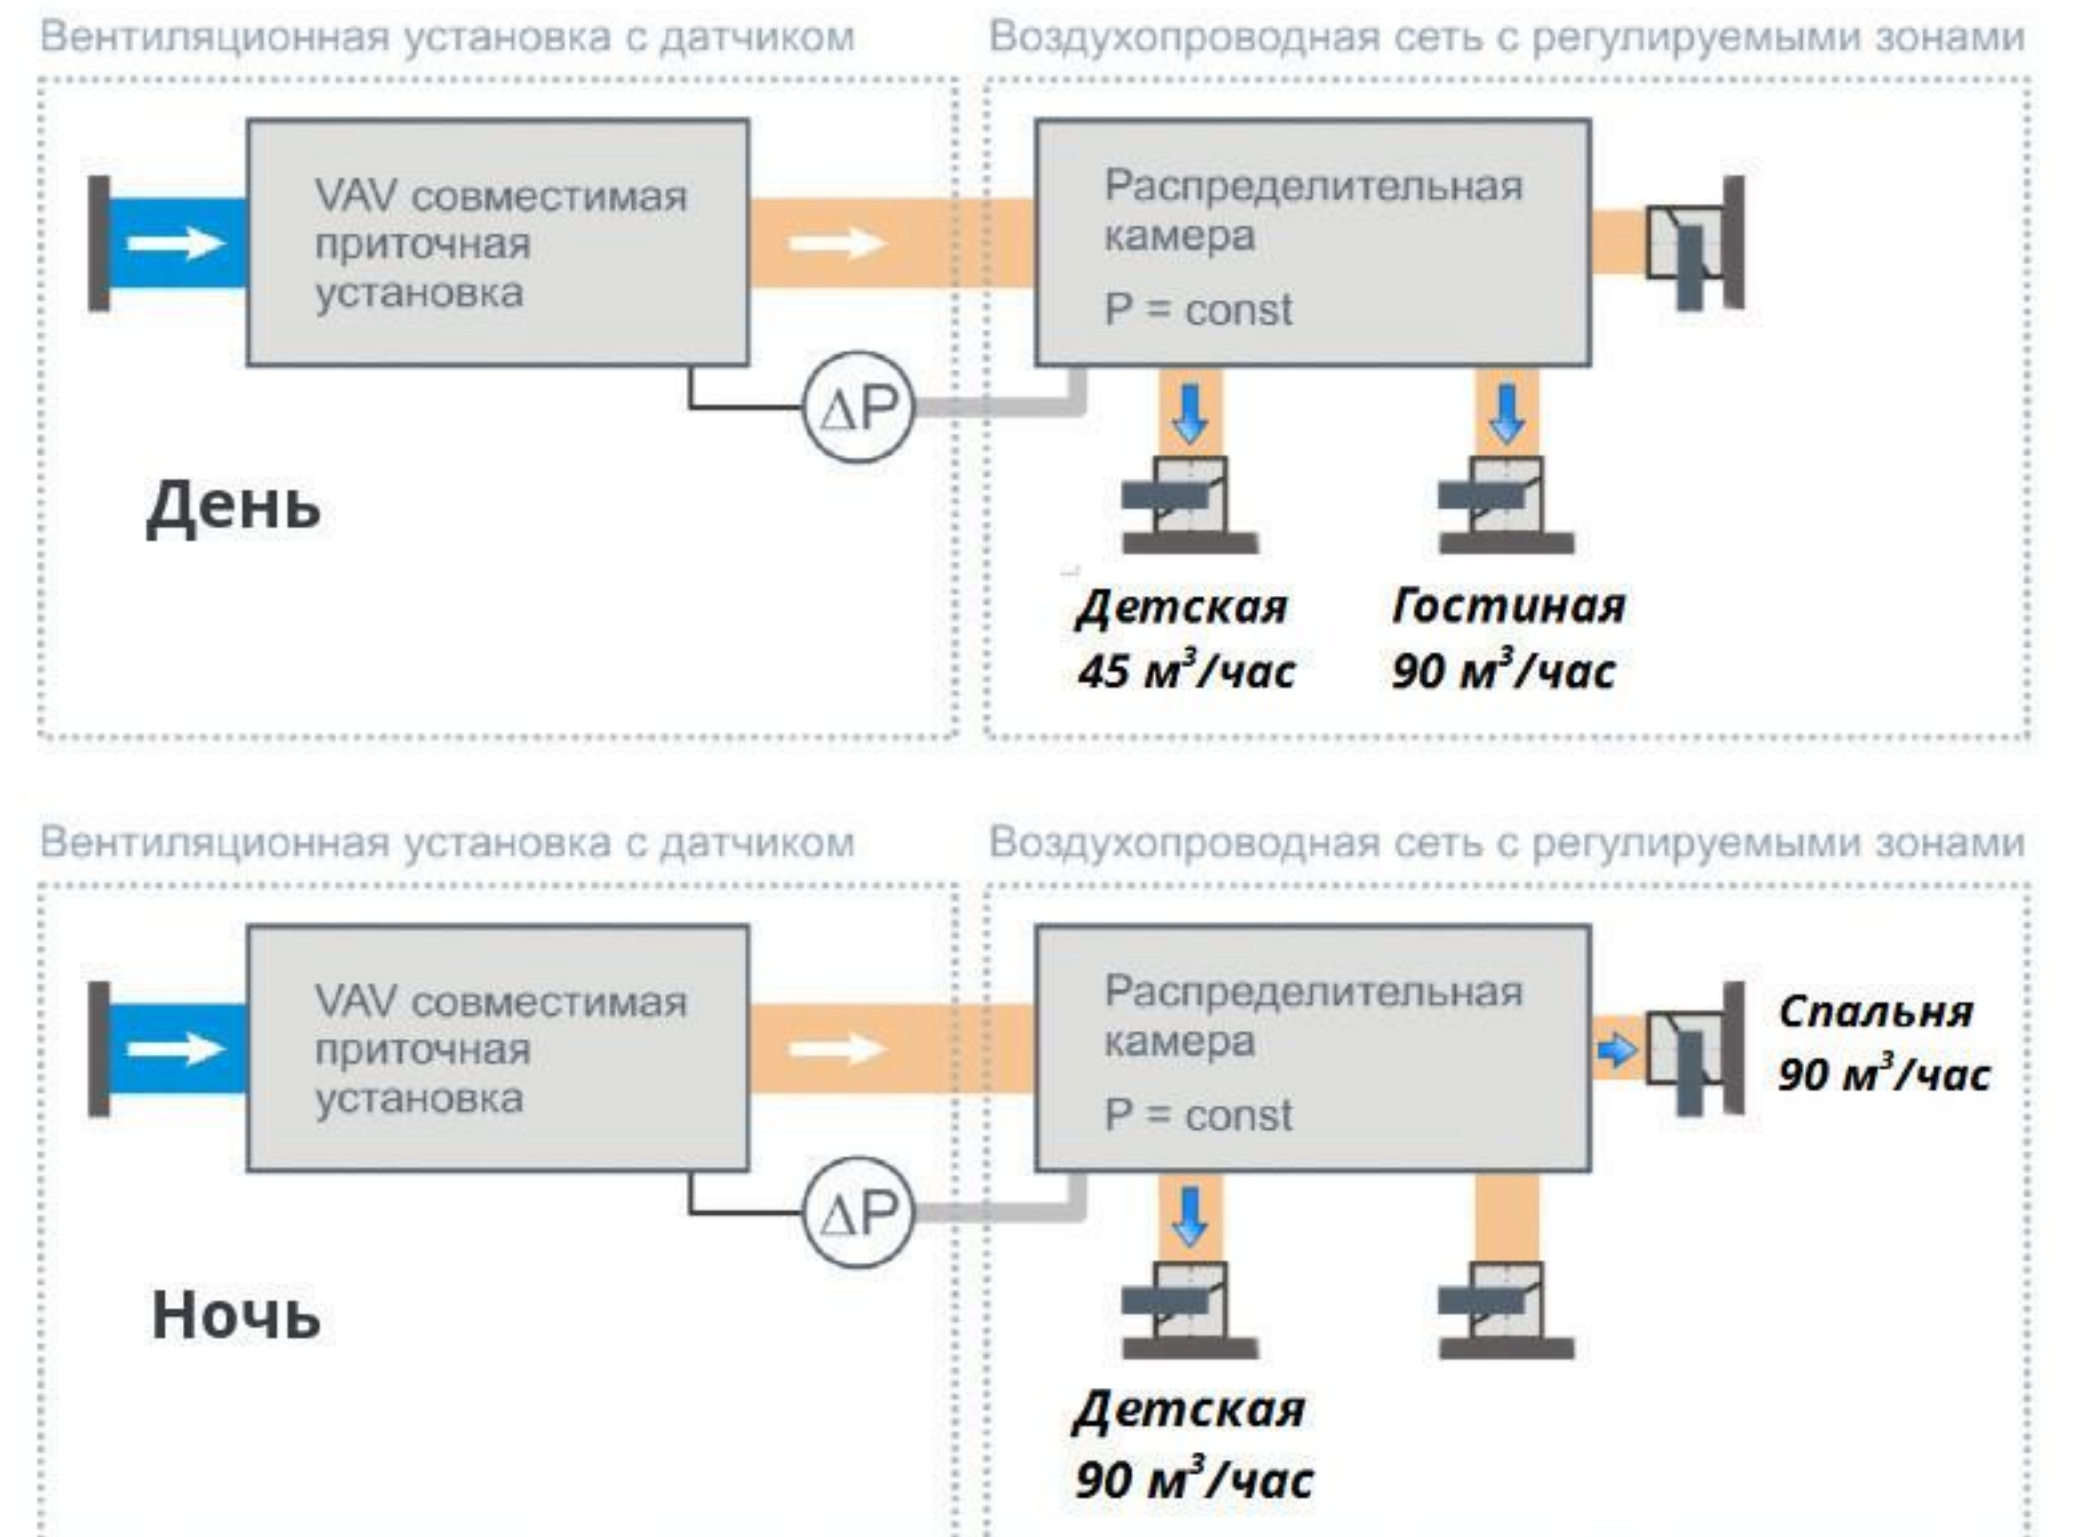 Вентиляционная установка с датчиком
Воздухопроводная сеть с регулируемыми зонами
VAV совместимая
приточная
установка
Распределительная
камера
P = const
ΔP
День
Детская
45 м³/час
Гостиная
90 м³/час
Вентиляционная установка с датчиком
Воздухопроводная сеть с регулируемыми зонами
VAV совместимая
приточная
установка
Распределительная
камера
P = const
Спальня
90 м³/час
ΔP
Ночь
Детская
90 м³/час